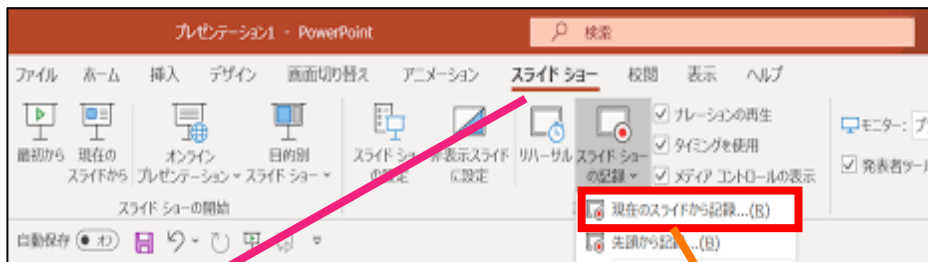 プレゼンテーション1 - PowerPoint
検索
ファイル ホーム 挿入 デザイン 画面切り替え アニメーション スライド ショー 校閲 表示 ヘルプ
最初から
現在の
スライドから
オンライン
プレゼンテーション
目的別
スライド ショー
スライド ショー
の設定
非表示スライド
に設定
リハーサル
スライド ショー
の記録
ナレーションの再生
タイミングを使用
メディア コントロールの表示
モニター:
発表者ツール
スライド ショーの開始
現在のスライドから記録...(R)
自動保存 オフ
先頭から記録...(B)